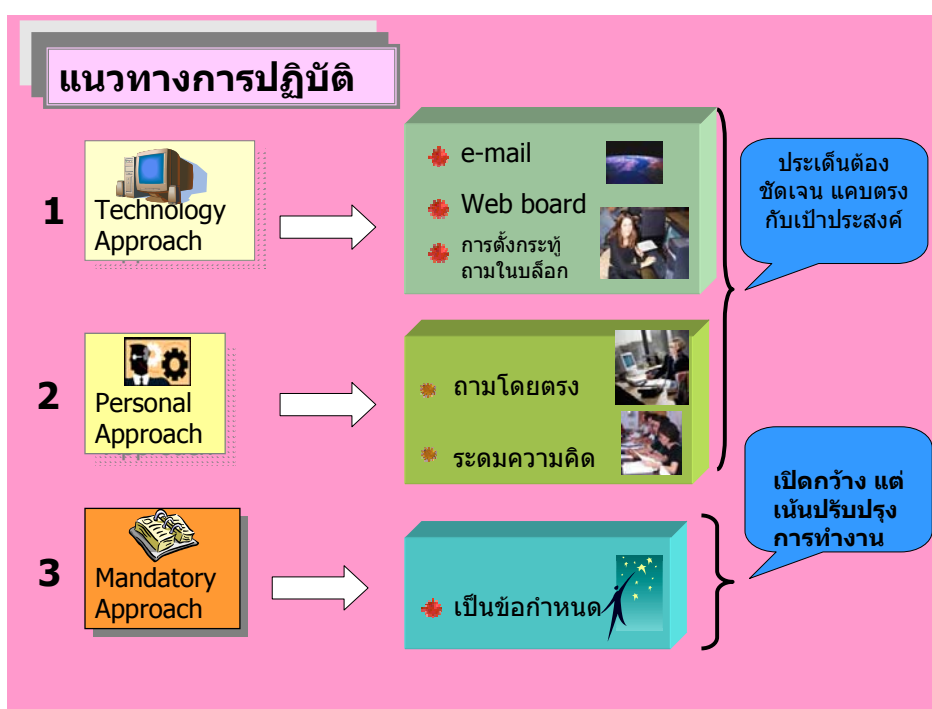 แนวทางการปฏิบัติ
1
Technology
Approach
e-mail
Web board
การตั้งกระทู้
ถามในบล็อก
ประเด็นต้อง
ชัดเจน แคบตรง
กับเป้าประสงค์
2
Personal
Approach
ถามโดยตรง
ระดมความคิด
3
Mandatory
Approach
เป็นข้อกำหนด
เปิดกว้าง แต่
เน้นปรับปรุง
การทำงาน